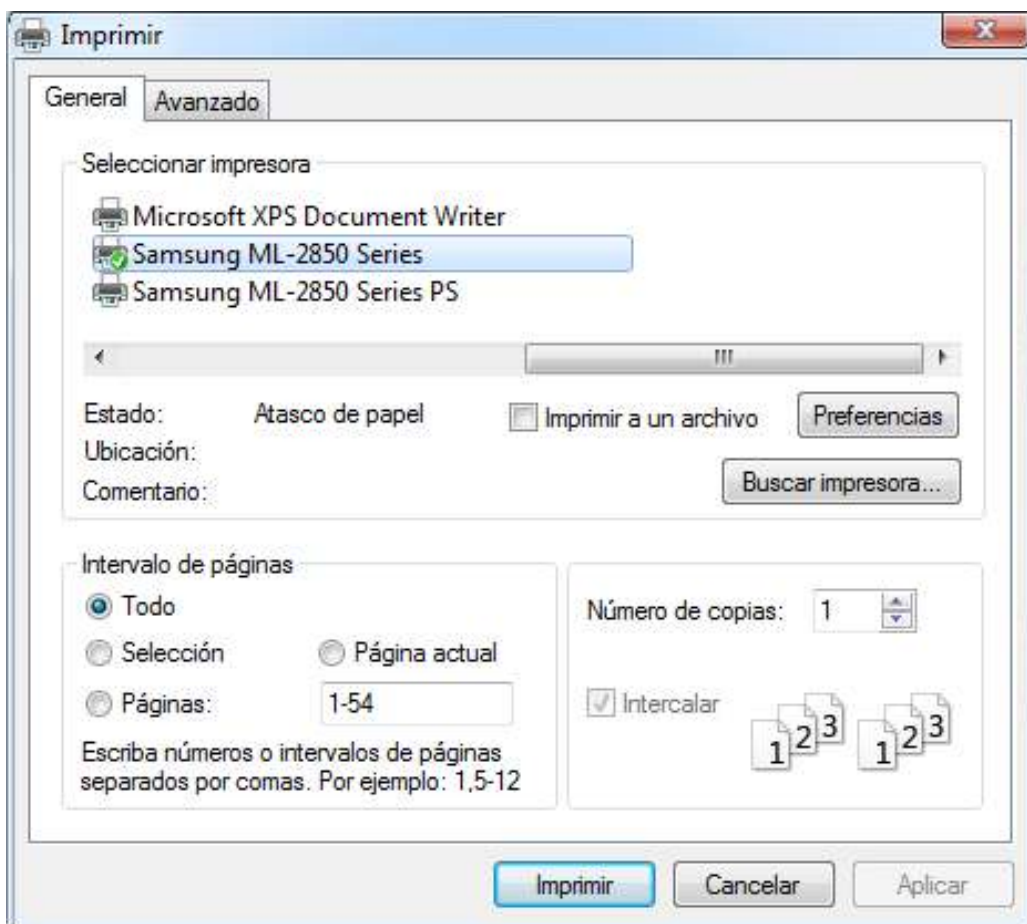 Imprimir
General Avanzado
Seleccionar impresora
Microsoft XPS Document Writer
Samsung ML-2850 Series
Samsung ML-2850 Series PS
Estado: Atasco de papel Imprimir a un archivo Preferencias
Ubicación:
Comentario: Buscar impresora...
Intervalo de páginas
Todo
Selección Página actual
Páginas: 1-54
Escriba números o intervalos de páginas
separados por comas. Por ejemplo: 1,5-12
Número de copias: 1
Intercalar 1 2 3 1 2 3
Imprimir Cancelar Aplicar